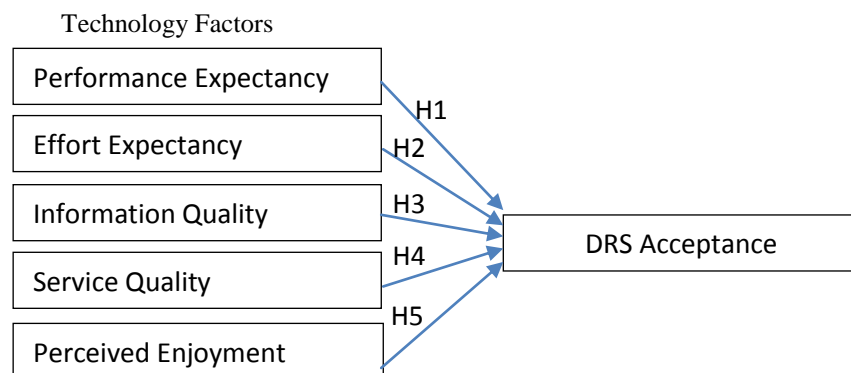 Technology Factors
Performance Expectancy
H1
Effort Expectancy
H2
Information Quality
H3
DRS Acceptance
Service Quality
H4
Perceived Enjoyment
H5